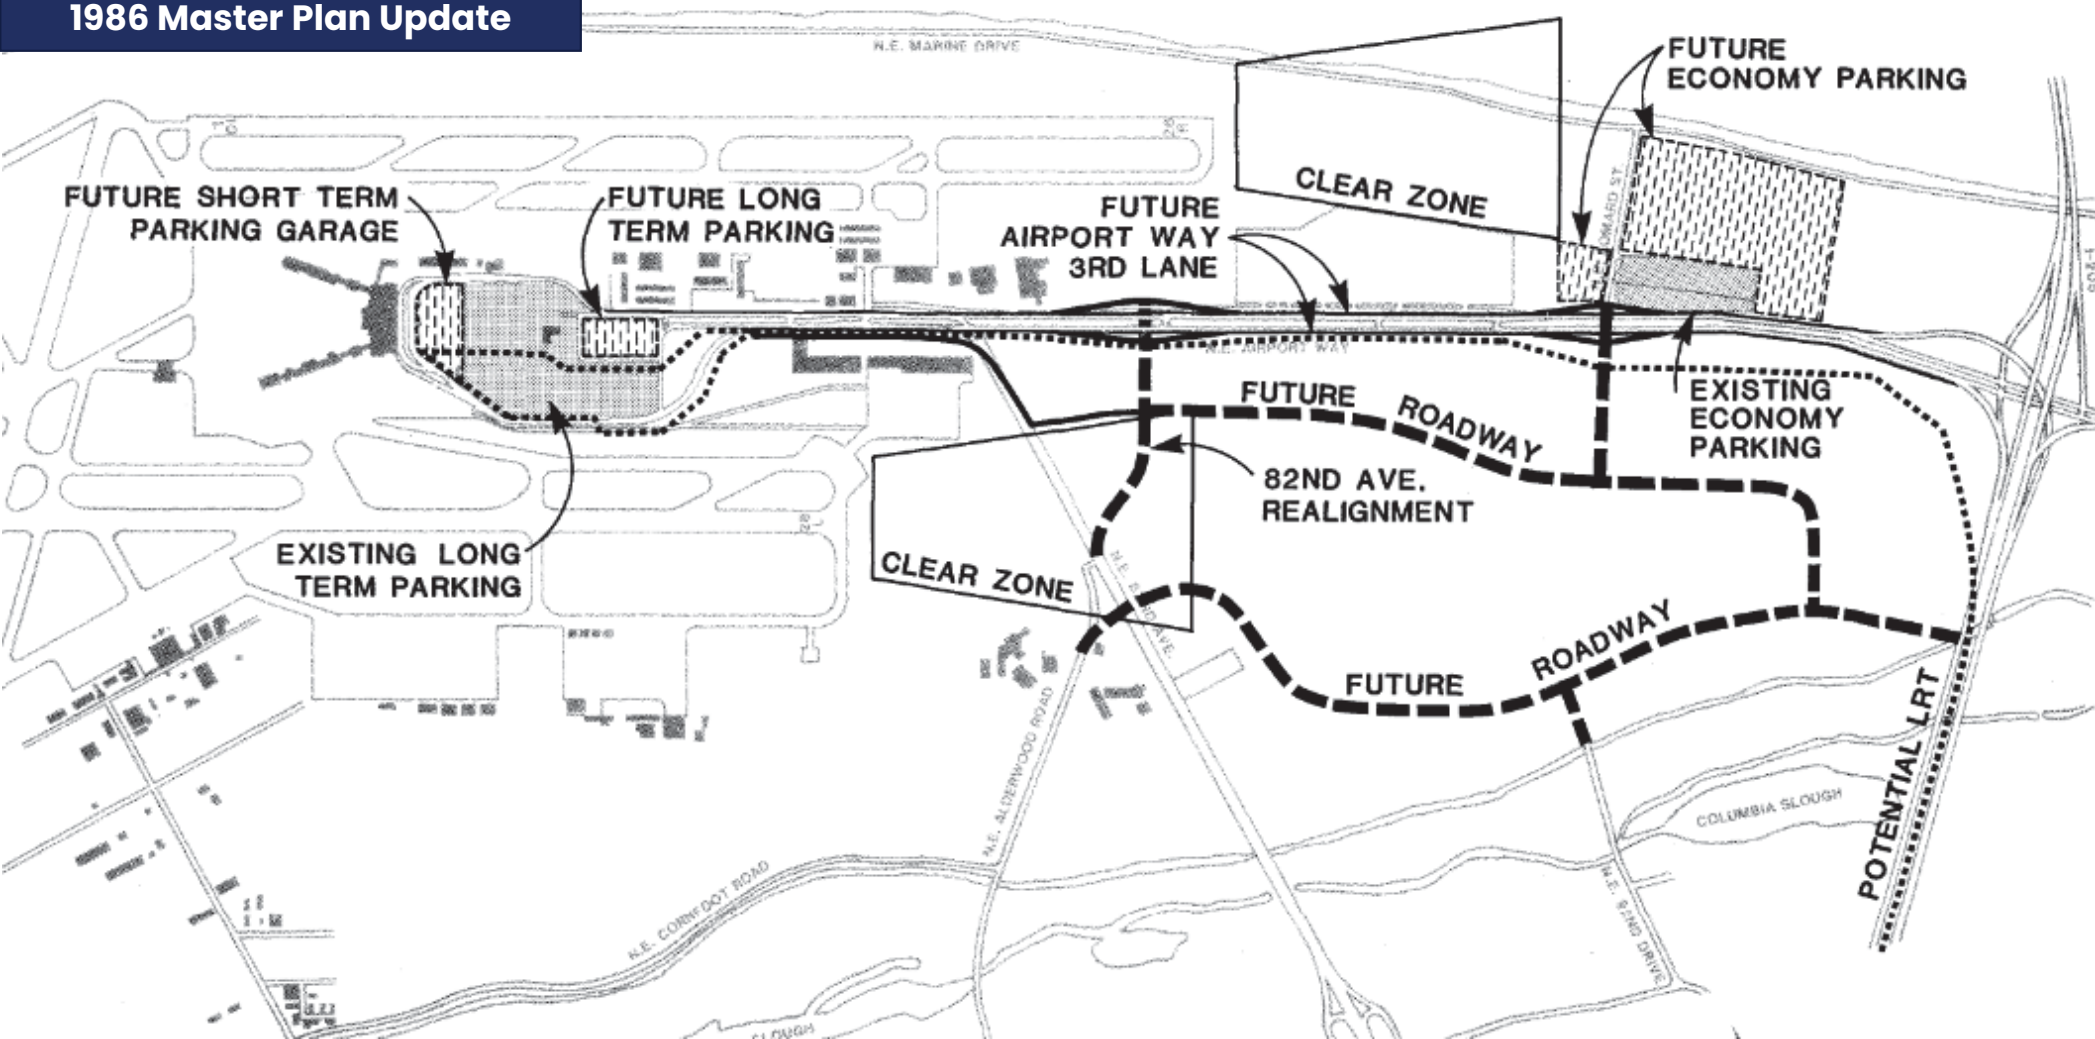 1986 Master Plan Update
N.E. MARINE DRIVE
FUTURE
ECONOMY PARKING
CLEAR ZONE
FUTURE SHORT TERM
PARKING GARAGE
FUTURE LONG
TERM PARKING
FUTURE
AIRPORT WAY
3RD LANE
N.E. AIRPORT WAY
EXISTING
ECONOMY
PARKING
FUTURE ROADWAY
82ND AVE.
REALIGNMENT
EXISTING LONG
TERM PARKING
CLEAR ZONE
FUTURE ROADWAY
POTENTIAL LRT
N.E. ALDERWOOD ROAD
COLUMBIA SLOUGH
N.E. CORNFOOT ROAD
SLOUGH
I-205